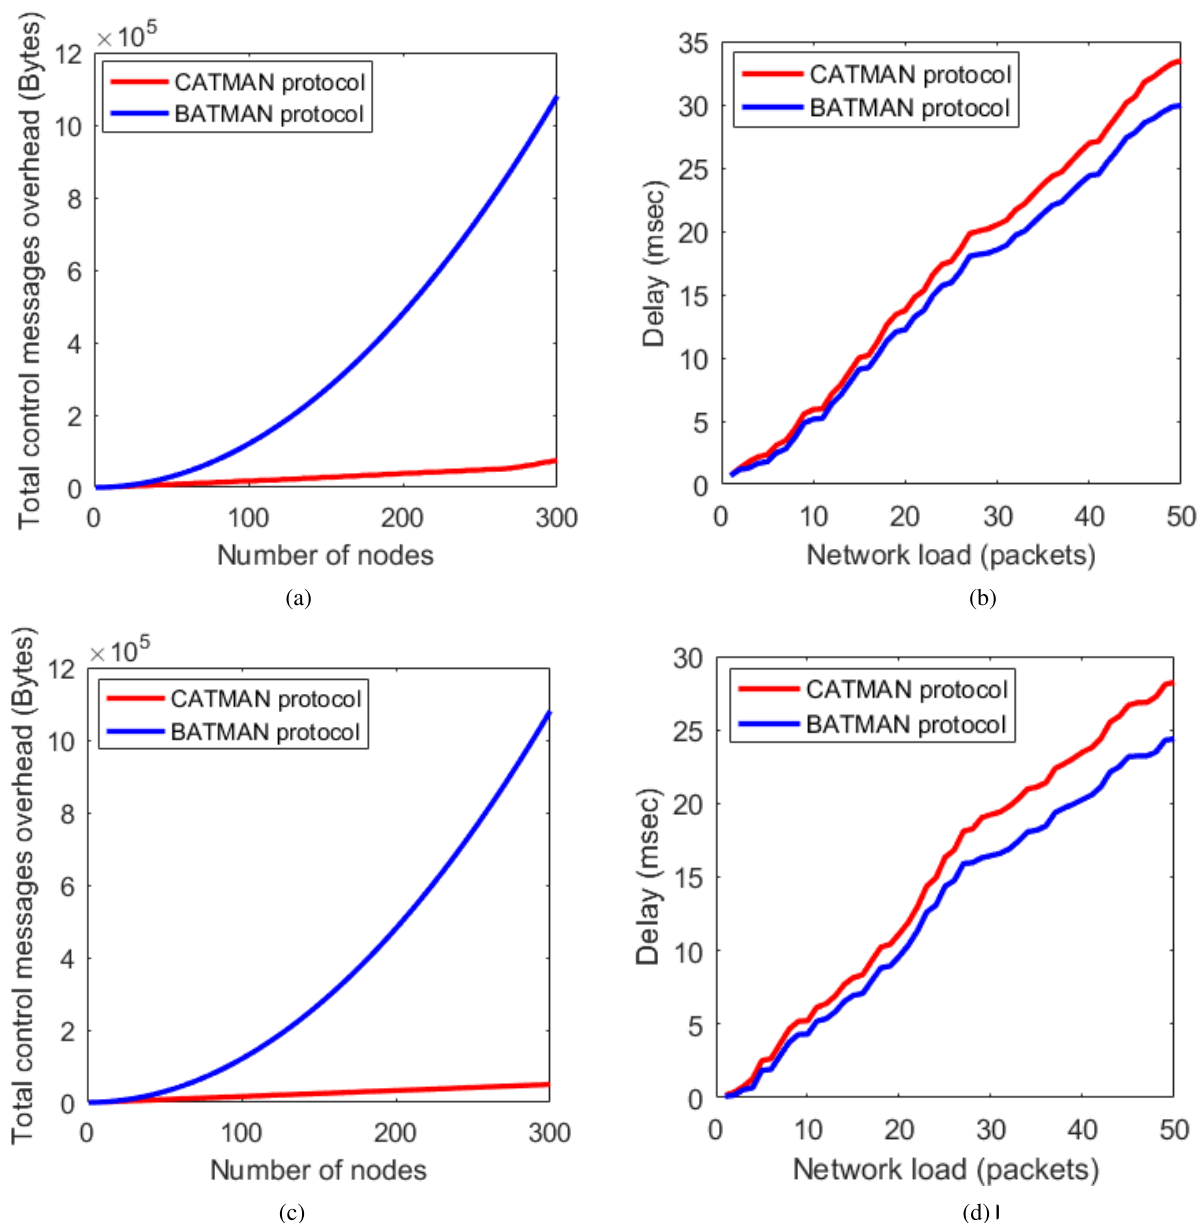 ×10^5
Total control messages overhead (Bytes)
12
10
8
6
4
2
0
CATMAN protocol
BATMAN protocol
0 100 200 300
Number of nodes
(a)
Delay (msec)
35
30
25
20
15
10
5
0
CATMAN protocol
BATMAN protocol
0 10 20 30 40 50
Network load (packets)
(b)
×10^5
Total control messages overhead (Bytes)
12
10
8
6
4
2
0
CATMAN protocol
BATMAN protocol
0 100 200 300
Number of nodes
(c)
Delay (msec)
30
25
20
15
10
5
0
CATMAN protocol
BATMAN protocol
0 10 20 30 40 50
Network load (packets)
(d)